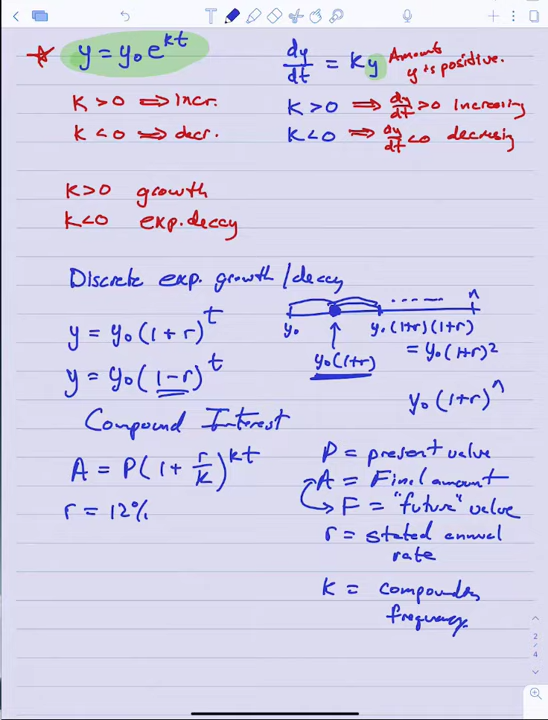 y = y₀ e^{kt}
dy/dt = ky
Amount
y is positive.
k > 0 ⟹ incr.
k < 0 ⟹ decr.
k > 0 ⟹ dy/dt > 0 increasing
k < 0 ⟹ dy/dt < 0 decreasing
k > 0 growth
k < 0 exp. decay
Discrete exp. growth/decay
y = y₀(1 + r)^t
y = y₀(1 − r)^t
n
y₀
y₀(1+r)(1+r)
= y₀(1+r)²
y₀(1+r)
y₀(1+r)^n
Compound Interest
A = P(1 + r/k)^{kt}
r = 12%
P = present value
A = Final amount
F = "future" value
r = stated annual
rate
k = compounding
frequency.
2
4